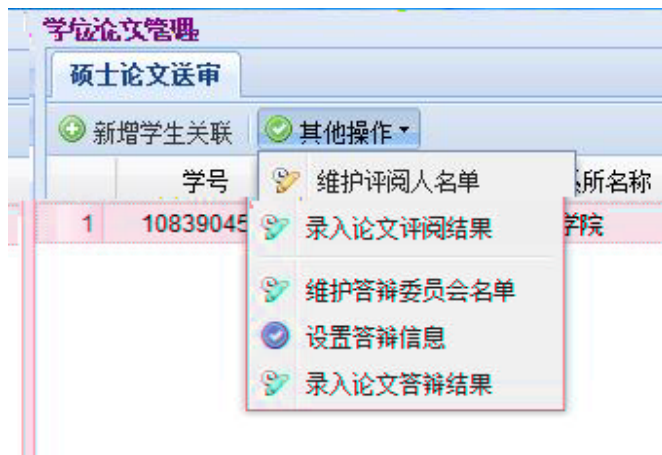 学位论文管理
硕士论文送审
新增学生关联 其他操作
学号 所名称
1 10839045 学院
维护评阅人名单
录入论文评阅结果
维护答辩委员会名单
设置答辩信息
录入论文答辩结果